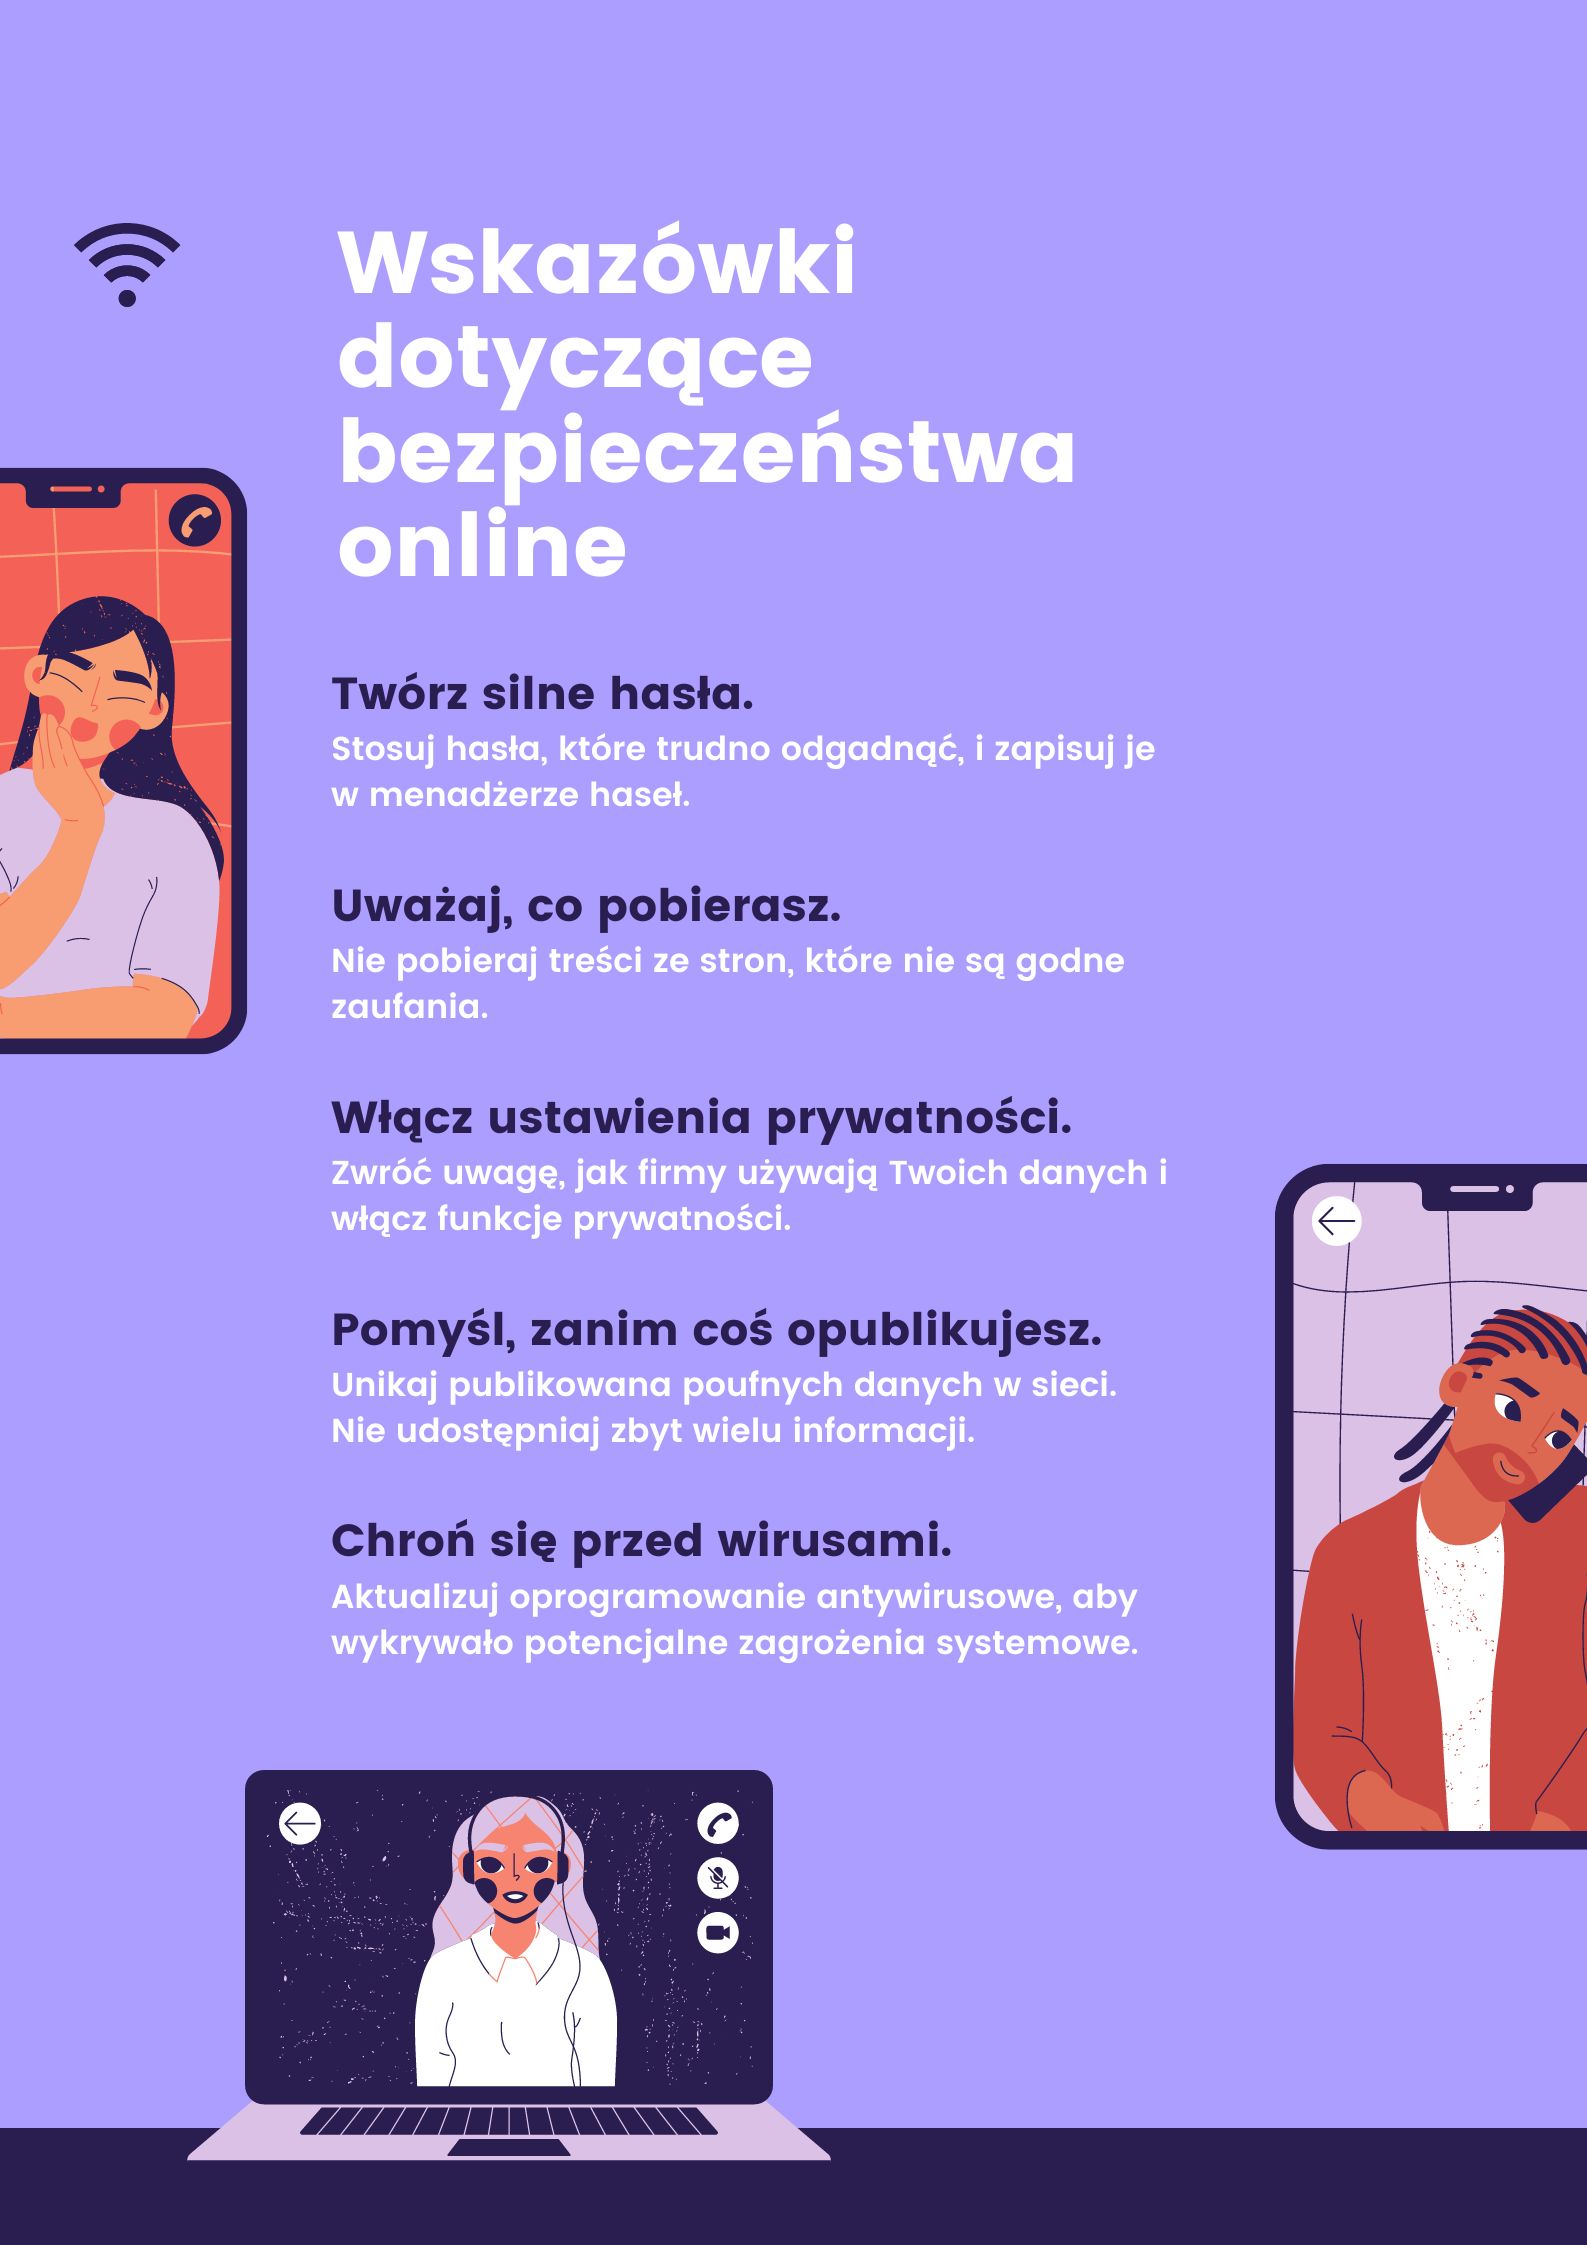 Wskazówki
dotyczące
bezpieczeństwa
online
Twórz silne hasła.
Stosuj hasła, które trudno odgadnąć, i zapisuj je
w menadżerze haseł.
Uważaj, co pobierasz.
Nie pobieraj treści ze stron, które nie są godne
zaufania.
Włącz ustawienia prywatności.
Zwróć uwagę, jak firmy używają Twoich danych i
włącz funkcje prywatności.
Pomyśl, zanim coś opublikujesz.
Unikaj publikowana poufnych danych w sieci.
Nie udostępniaj zbyt wielu informacji.
Chroń się przed wirusami.
Aktualizuj oprogramowanie antywirusowe, aby
wykrywało potencjalne zagrożenia systemowe.